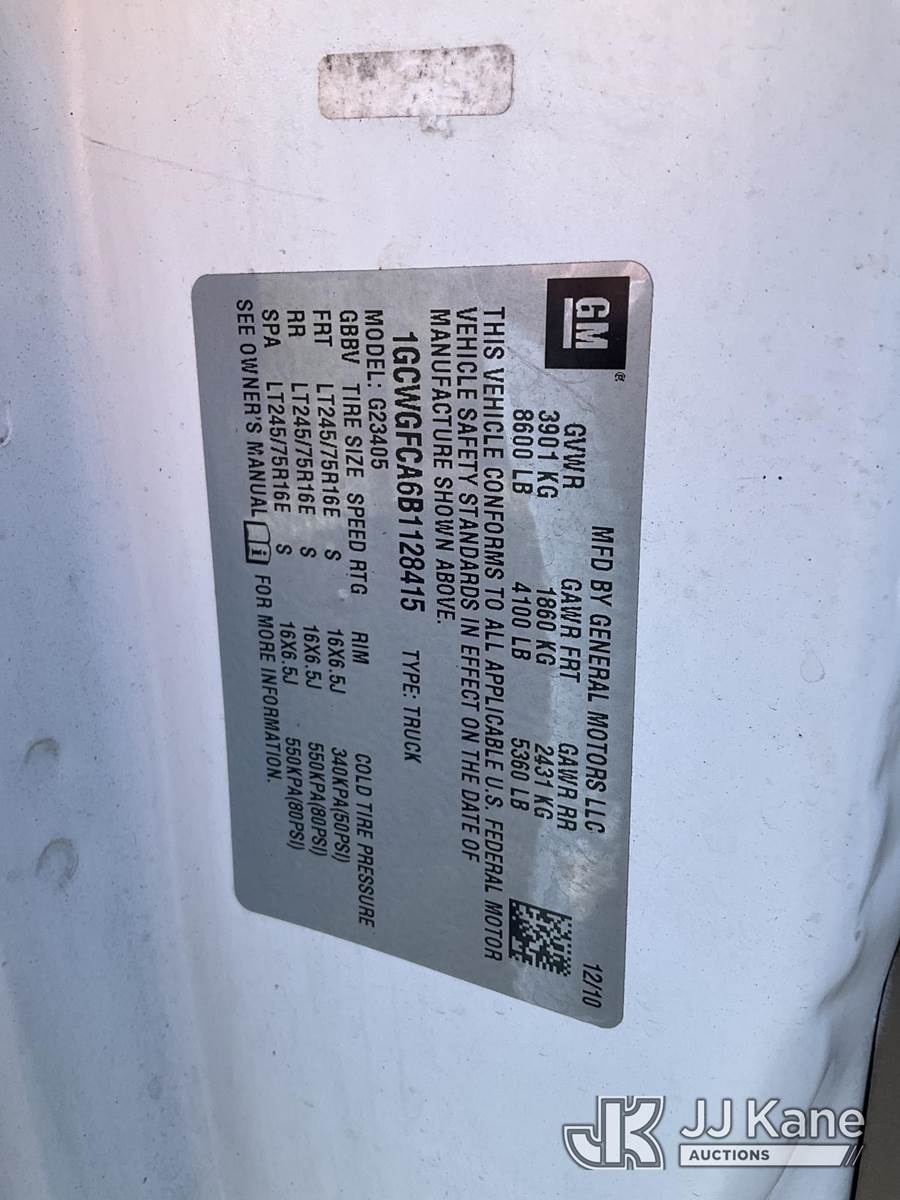 GM®
MFD BY GENERAL MOTORS LLC 12/10
GVWR GAWR FRT GAWR RR
3901 KG 1860 KG 2431 KG
8600 LB 4100 LB 5360 LB
THIS VEHICLE CONFORMS TO ALL APPLICABLE U.S. FEDERAL MOTOR
VEHICLE SAFETY STANDARDS IN EFFECT ON THE DATE OF
MANUFACTURE SHOWN ABOVE.
1GCWGFCA6B1128415 TYPE: TRUCK
MODEL: G23405
GBBV TIRE SIZE SPEED RTG RIM COLD TIRE PRESSURE
FRT LT245/75R16E S 16X6.5J 340KPA(50PSI)
RR LT245/75R16E S 16X6.5J 550KPA(80PSI)
SPA LT245/75R16E S 16X6.5J 550KPA(80PSI)
SEE OWNER'S MANUAL i FOR MORE INFORMATION.
JK JJ Kane
AUCTIONS